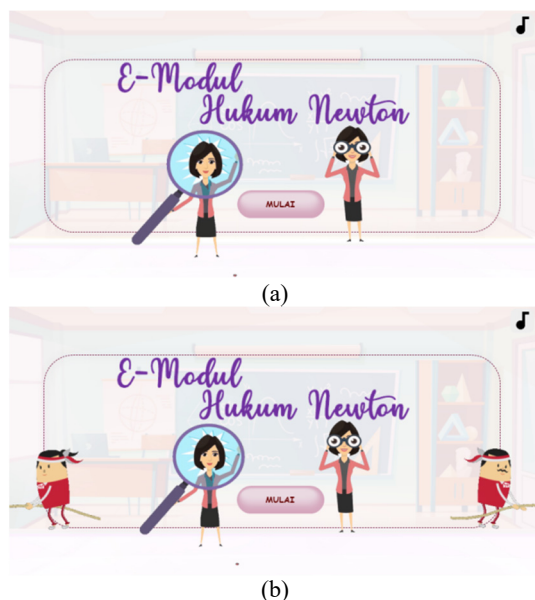 E-Modul
Hukum Newton
MULAI
(a)
E-Modul
Hukum Newton
MULAI
(b)